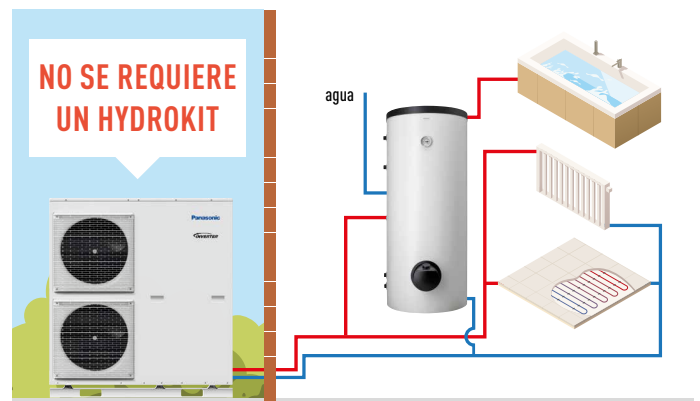 NO SE REQUIERE
UN HYDROKIT
agua
Panasonic
INVERTER